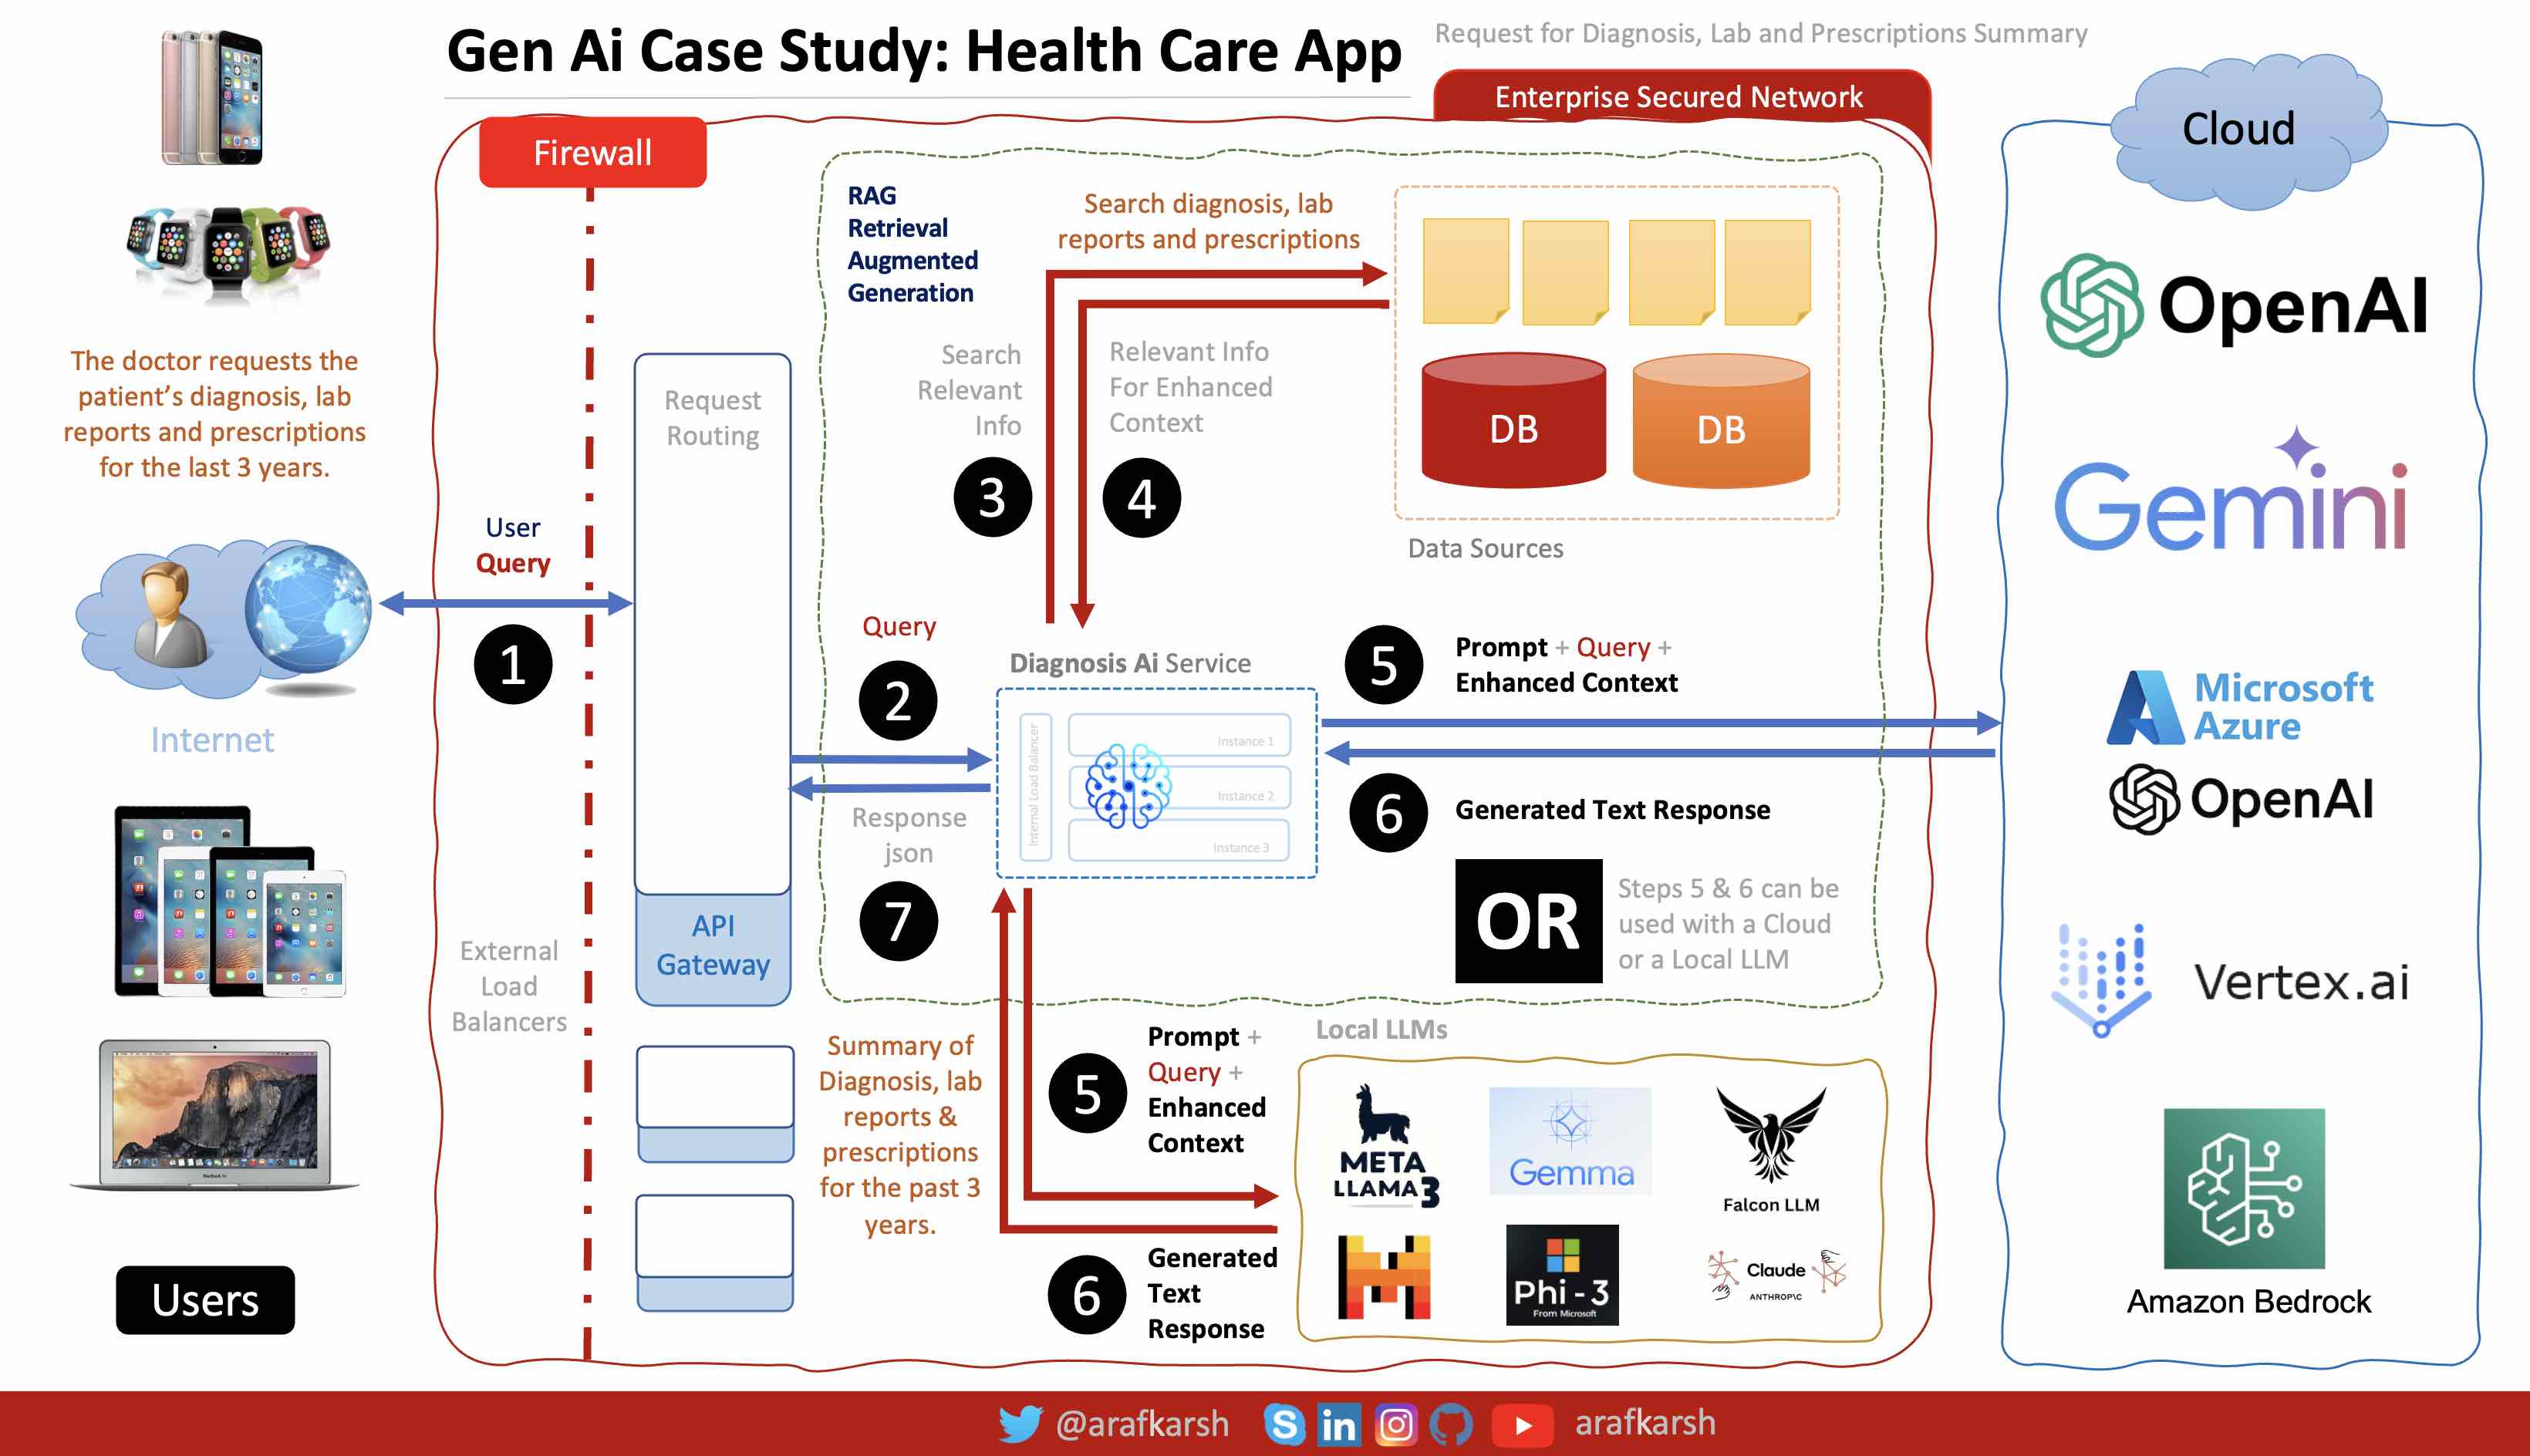 Gen Ai Case Study: Health Care App
Request for Diagnosis, Lab and Prescriptions Summary
Enterprise Secured Network
Firewall
Cloud
The doctor requests the
patient’s diagnosis, lab
reports and prescriptions
for the last 3 years.
Internet
Users
User
Query
1
External
Load
Balancers
Request
Routing
API
Gateway
RAG
Retrieval
Augmented
Generation
Search diagnosis, lab
reports and prescriptions
Search
Relevant
Info
3
Relevant Info
For Enhanced
Context
4
DB
DB
Data Sources
Query
2
Response
json
7
Summary of
Diagnosis, lab
reports &
prescriptions
for the past 3
years.
Diagnosis Ai Service
Internal Load Balancer
Instance 1
Instance 2
Instance 3
5
Prompt + Query +
Enhanced Context
6
Generated Text Response
OR
Steps 5 & 6 can be
used with a Cloud
or a Local LLM
5
Prompt +
Query +
Enhanced
Context
6
Generated
Text
Response
Local LLMs
META
LLAMA 3
Gemma
Falcon LLM
Phi-3
From Microsoft
Claude
ANTHROP\C
OpenAI
Gemini
Microsoft
Azure
OpenAI
Vertex.ai
Amazon Bedrock
@arafkarsh
in
arafkarsh